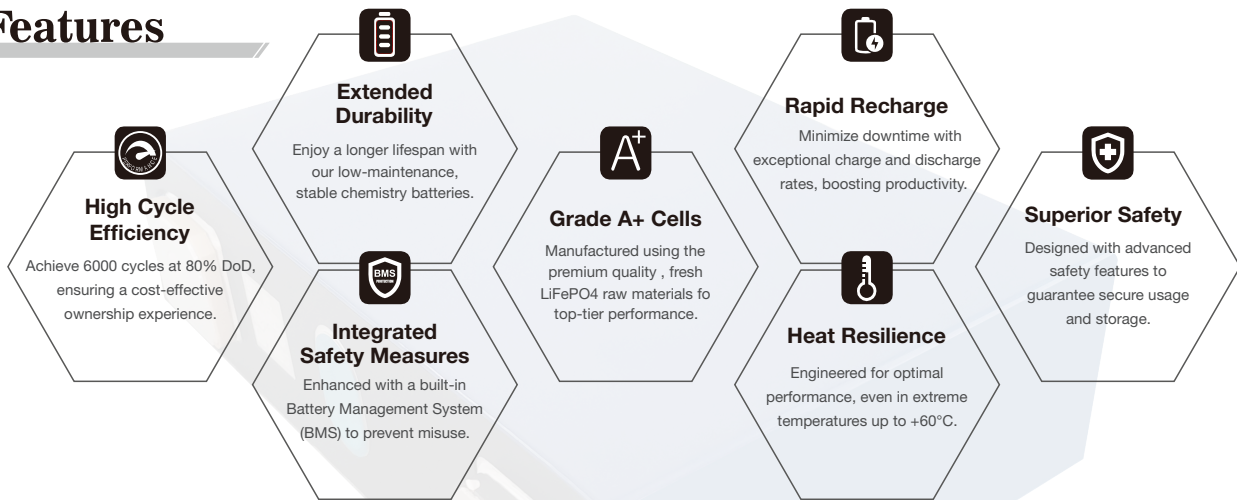 Features
High Cycle
Efficiency
Achieve 6000 cycles at 80% DoD,
ensuring a cost-effective
ownership experience.
Extended
Durability
Enjoy a longer lifespan with
our low-maintenance,
stable chemistry batteries.
BMS
PROTECTION
Integrated
Safety Measures
Enhanced with a built-in
Battery Management System
(BMS) to prevent misuse.
A+
Grade A+ Cells
Manufactured using the
premium quality , fresh
LiFePO4 raw materials fo
top-tier performance.
Rapid Recharge
Minimize downtime with
exceptional charge and discharge
rates, boosting productivity.
Heat Resilience
Engineered for optimal
performance, even in extreme
temperatures up to +60°C.
Superior Safety
Designed with advanced
safety features to
guarantee secure usage
and storage.